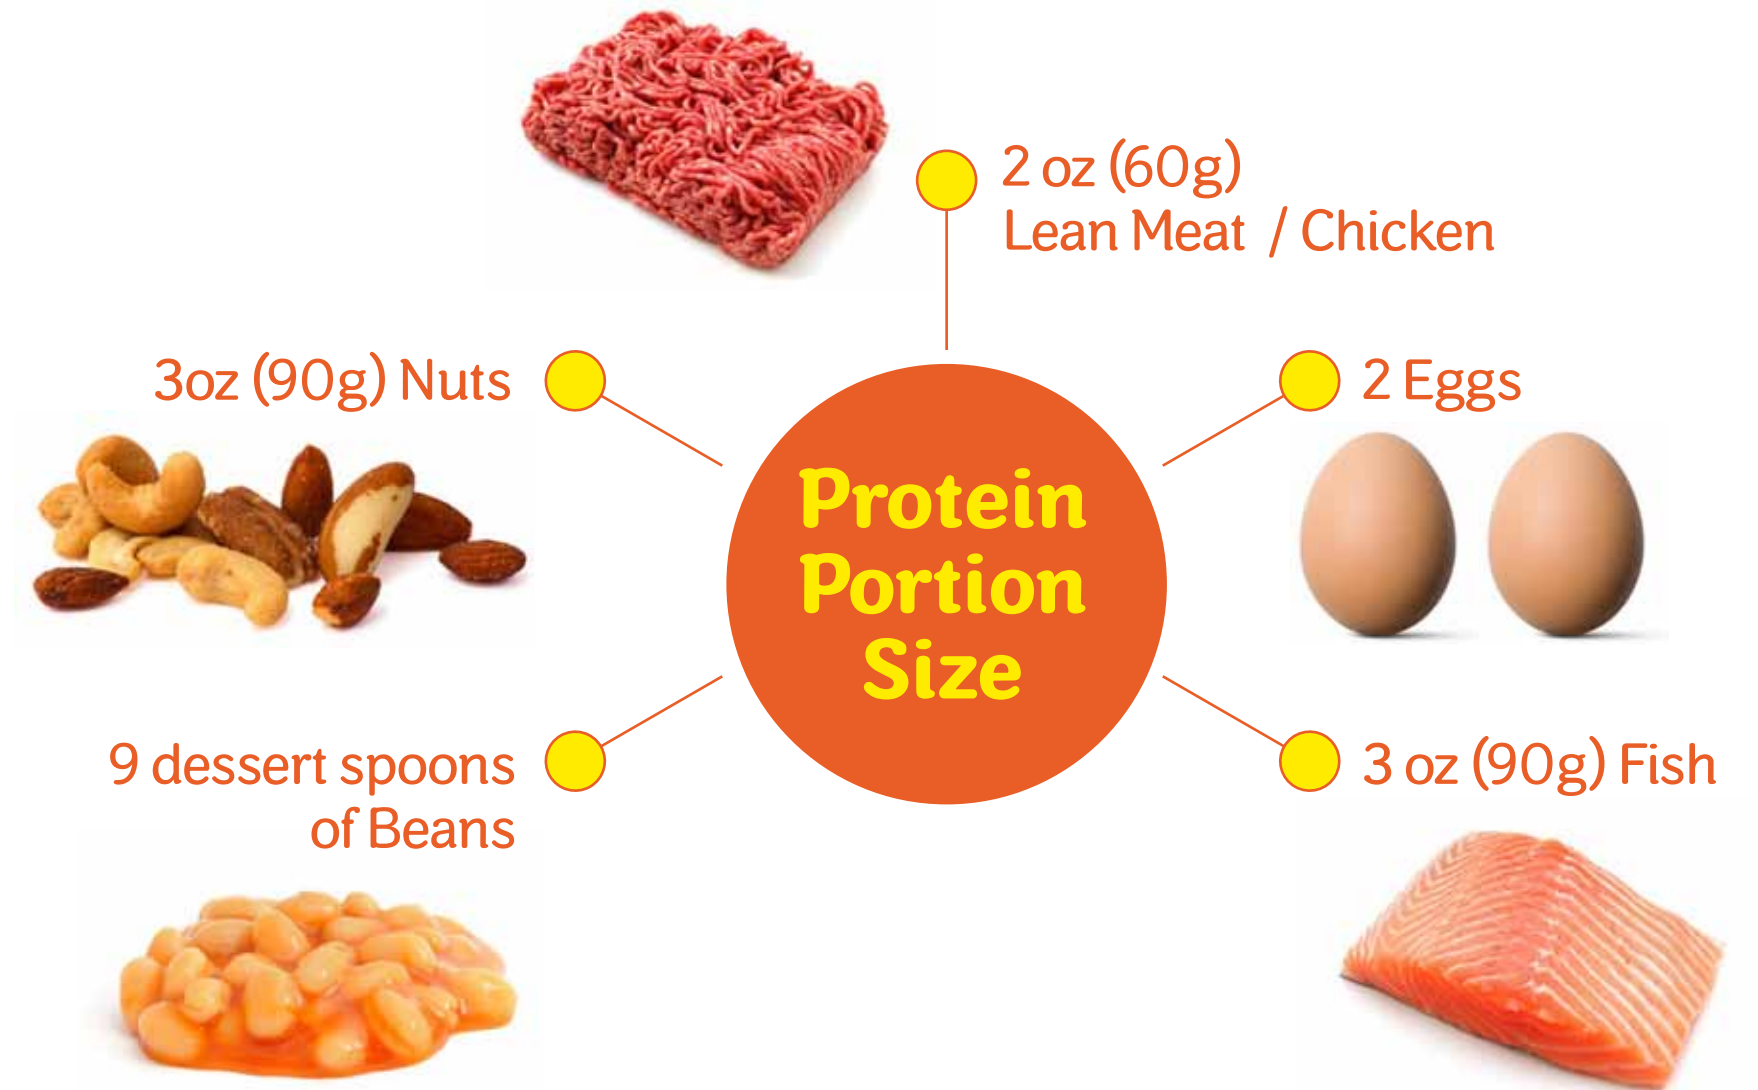 2 oz (60g)
Lean Meat / Chicken
3oz (90g) Nuts
2 Eggs
Protein
Portion
Size
9 dessert spoons
of Beans
3 oz (90g) Fish